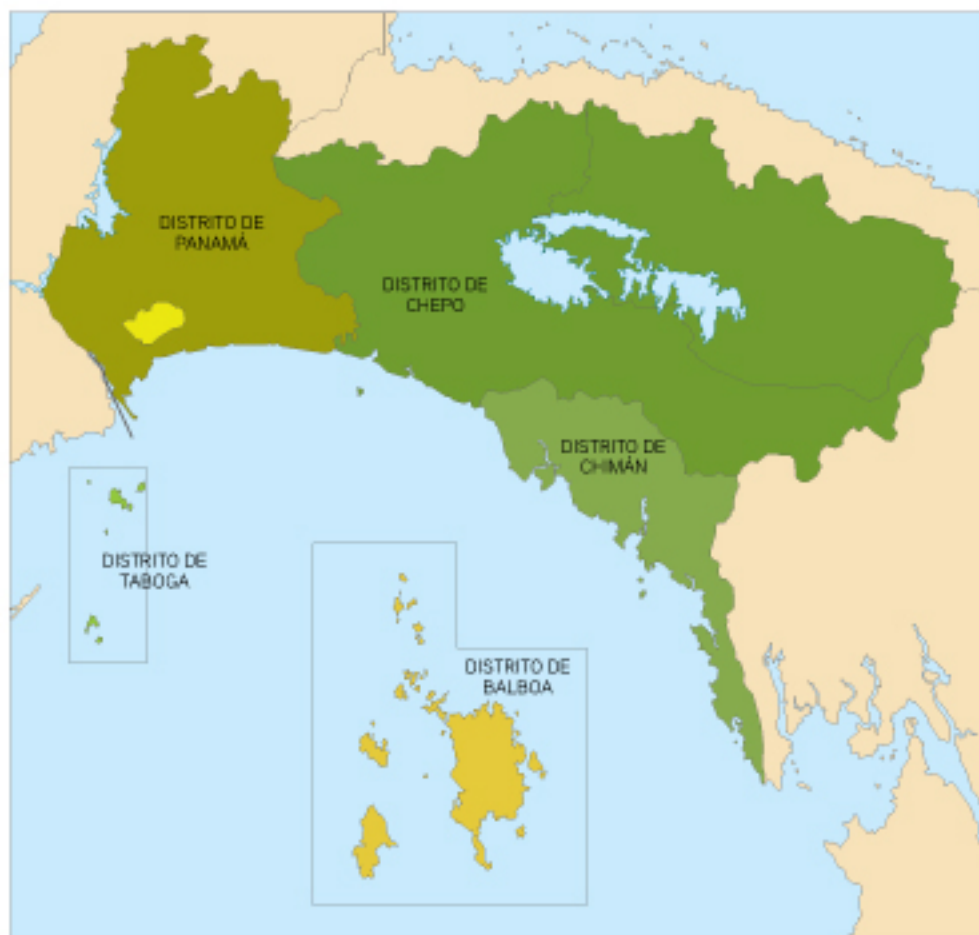 DISTRITO DE
PANAMÁ
DISTRITO DE
CHEPO
DISTRITO DE
CHIMÁN
DISTRITO DE
TABOGA
DISTRITO DE
BALBOA